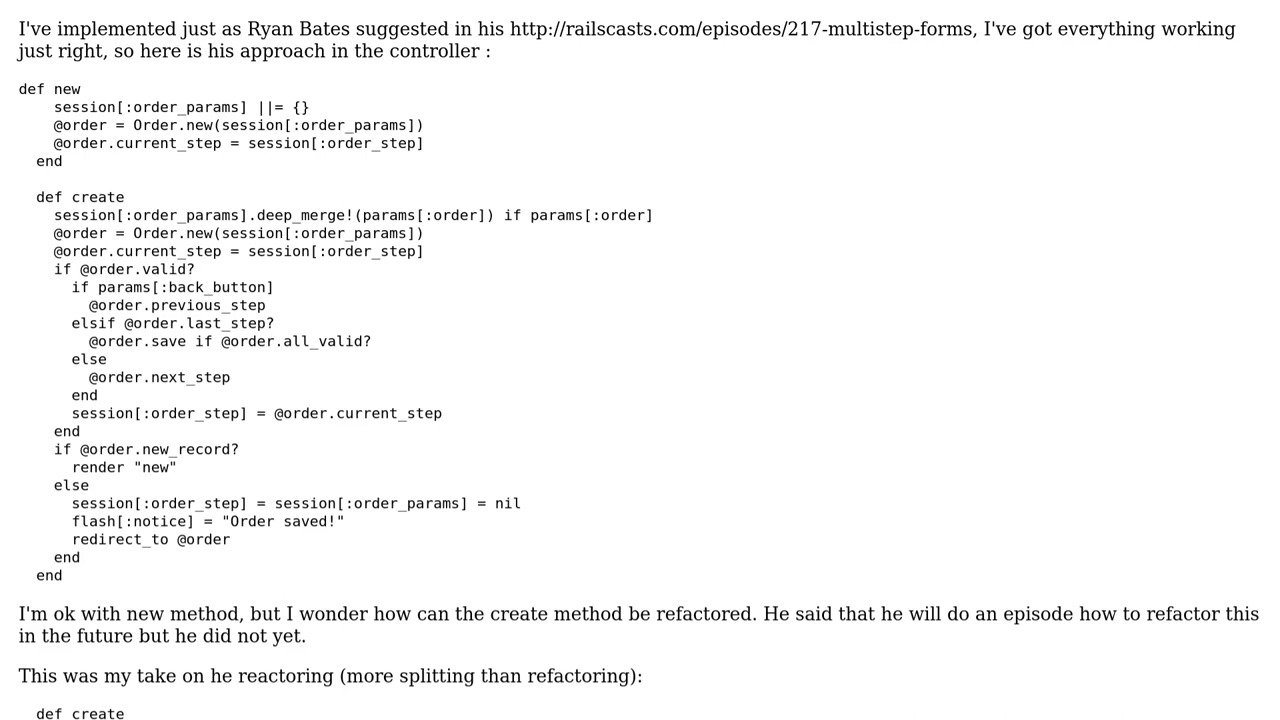 I've implemented just as Ryan Bates suggested in his http://railscasts.com/episodes/217-multistep-forms, I've got everything working
just right, so here is his approach in the controller :
def new
    session[:order_params] ||= {}
    @order = Order.new(session[:order_params])
    @order.current_step = session[:order_step]
  end

  def create
    session[:order_params].deep_merge!(params[:order]) if params[:order]
    @order = Order.new(session[:order_params])
    @order.current_step = session[:order_step]
    if @order.valid?
      if params[:back_button]
        @order.previous_step
      elsif @order.last_step?
        @order.save if @order.all_valid?
      else
        @order.next_step
      end
      session[:order_step] = @order.current_step
    end
    if @order.new_record?
      render "new"
    else
      session[:order_step] = session[:order_params] = nil
      flash[:notice] = "Order saved!"
      redirect_to @order
    end
  end
I'm ok with new method, but I wonder how can the create method be refactored. He said that he will do an episode how to refactor this
in the future but he did not yet.
This was my take on he reactoring (more splitting than refactoring):
  def create